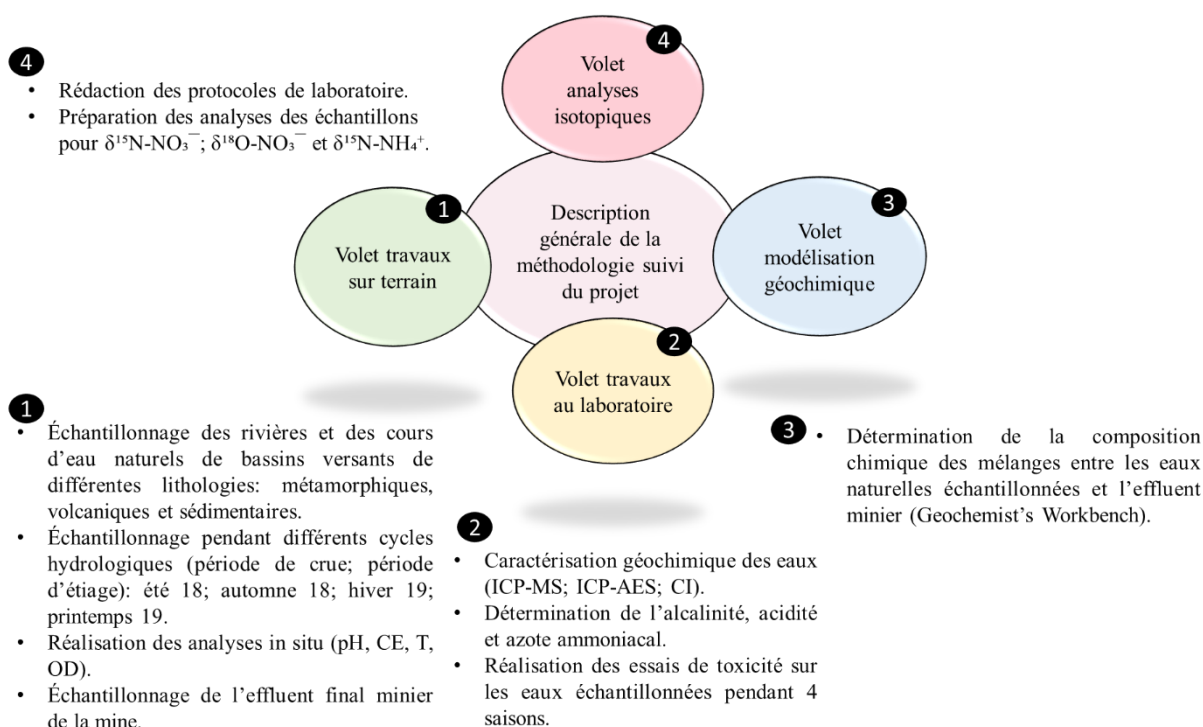 4
Volet
analyses
isotopiques
4
• Rédaction des protocoles de laboratoire.
• Préparation des analyses des échantillons
pour δ¹⁵N-NO₃⁻; δ¹⁸O-NO₃⁻ et δ¹⁵N-NH₄⁺.
1
Volet travaux
sur terrain
Description
générale de la
méthodologie suivi
du projet
3
Volet
modélisation
géochimique
2
Volet travaux
au laboratoire
1
• Échantillonnage des rivières et des cours
d’eau naturels de bassins versants de
différentes lithologies: métamorphiques,
volcaniques et sédimentaires.
• Échantillonnage pendant différents cycles
hydrologiques (période de crue; période
d’étiage): été 18; automne 18; hiver 19;
printemps 19.
• Réalisation des analyses in situ (pH, CE, T,
OD).
• Échantillonnage de l’effluent final minier
de la mine.
2
• Caractérisation géochimique des eaux
(ICP-MS; ICP-AES; CI).
• Détermination de l’alcalinité, acidité
et azote ammoniacal.
• Réalisation des essais de toxicité sur
les eaux échantillonnées pendant 4
saisons.
3
• Détermination de la composition
chimique des mélanges entre les eaux
naturelles échantillonnées et l’effluent
minier (Geochemist’s Workbench).